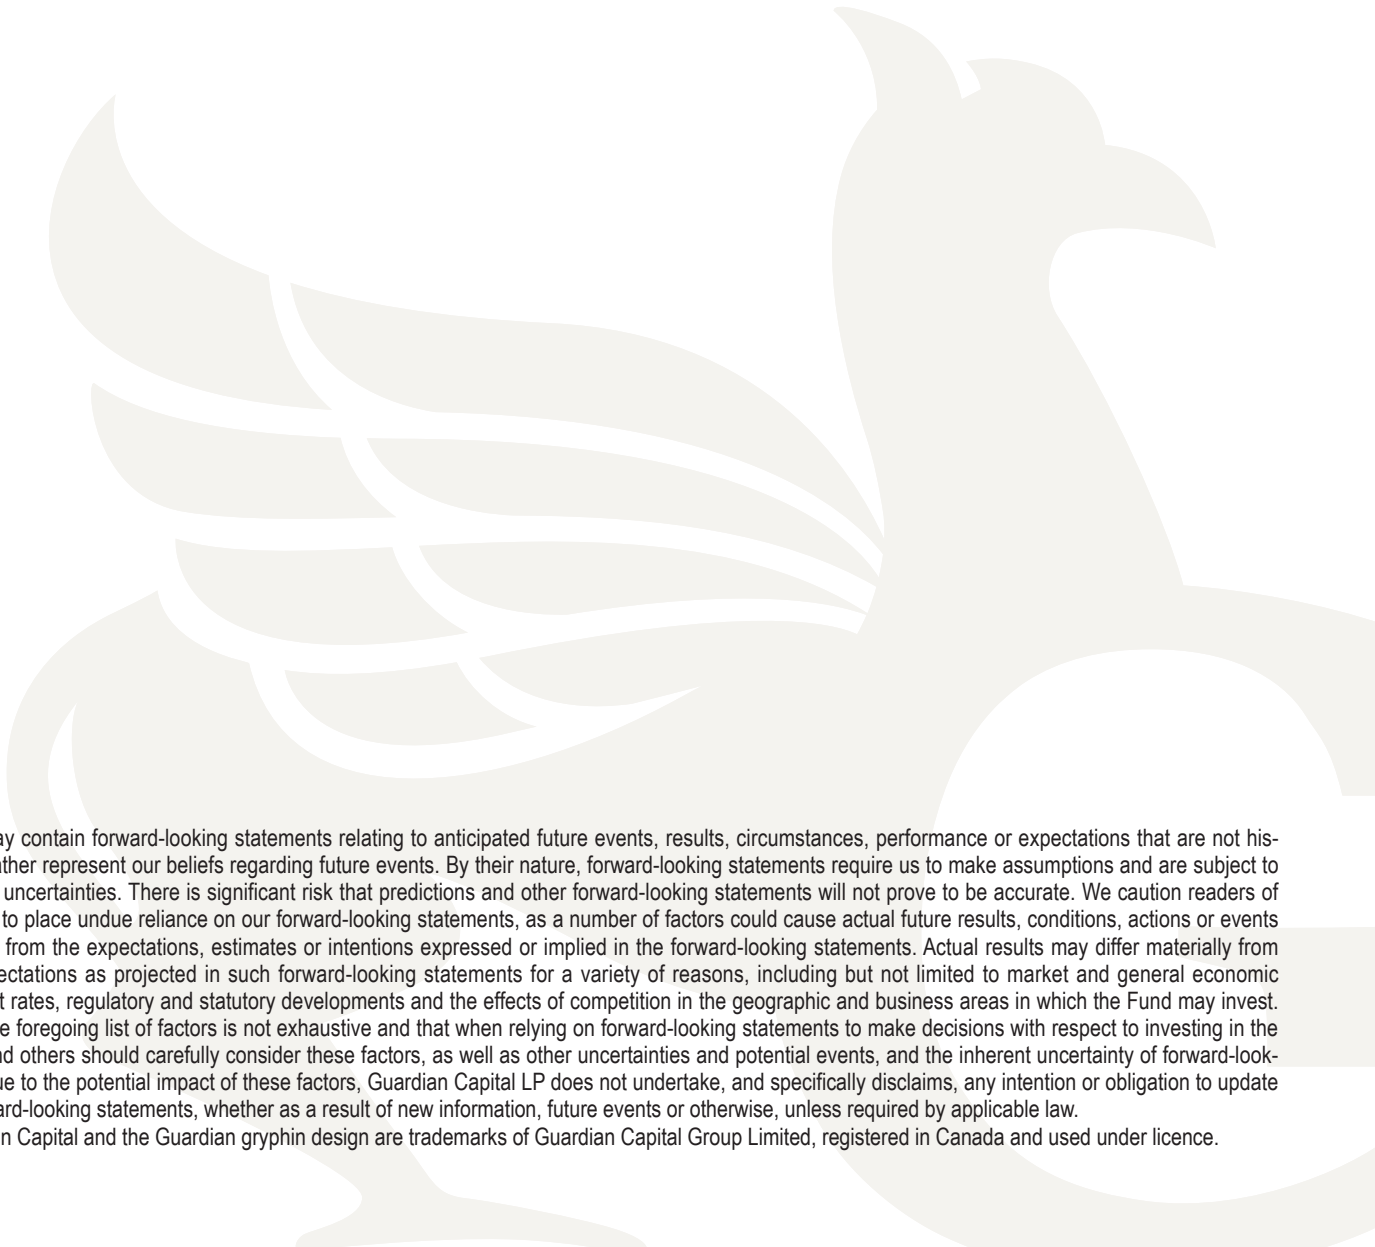 ay contain forward-looking statements relating to anticipated future events, results, circumstances, performance or expectations that are not his-
ather represent our beliefs regarding future events. By their nature, forward-looking statements require us to make assumptions and are subject to
uncertainties. There is significant risk that predictions and other forward-looking statements will not prove to be accurate. We caution readers of
to place undue reliance on our forward-looking statements, as a number of factors could cause actual future results, conditions, actions or events
from the expectations, estimates or intentions expressed or implied in the forward-looking statements. Actual results may differ materially from
ectations as projected in such forward-looking statements for a variety of reasons, including but not limited to market and general economic
t rates, regulatory and statutory developments and the effects of competition in the geographic and business areas in which the Fund may invest.
e foregoing list of factors is not exhaustive and that when relying on forward-looking statements to make decisions with respect to investing in the
nd others should carefully consider these factors, as well as other uncertainties and potential events, and the inherent uncertainty of forward-look-
ue to the potential impact of these factors, Guardian Capital LP does not undertake, and specifically disclaims, any intention or obligation to update
ard-looking statements, whether as a result of new information, future events or otherwise, unless required by applicable law.
n Capital and the Guardian gryphin design are trademarks of Guardian Capital Group Limited, registered in Canada and used under licence.